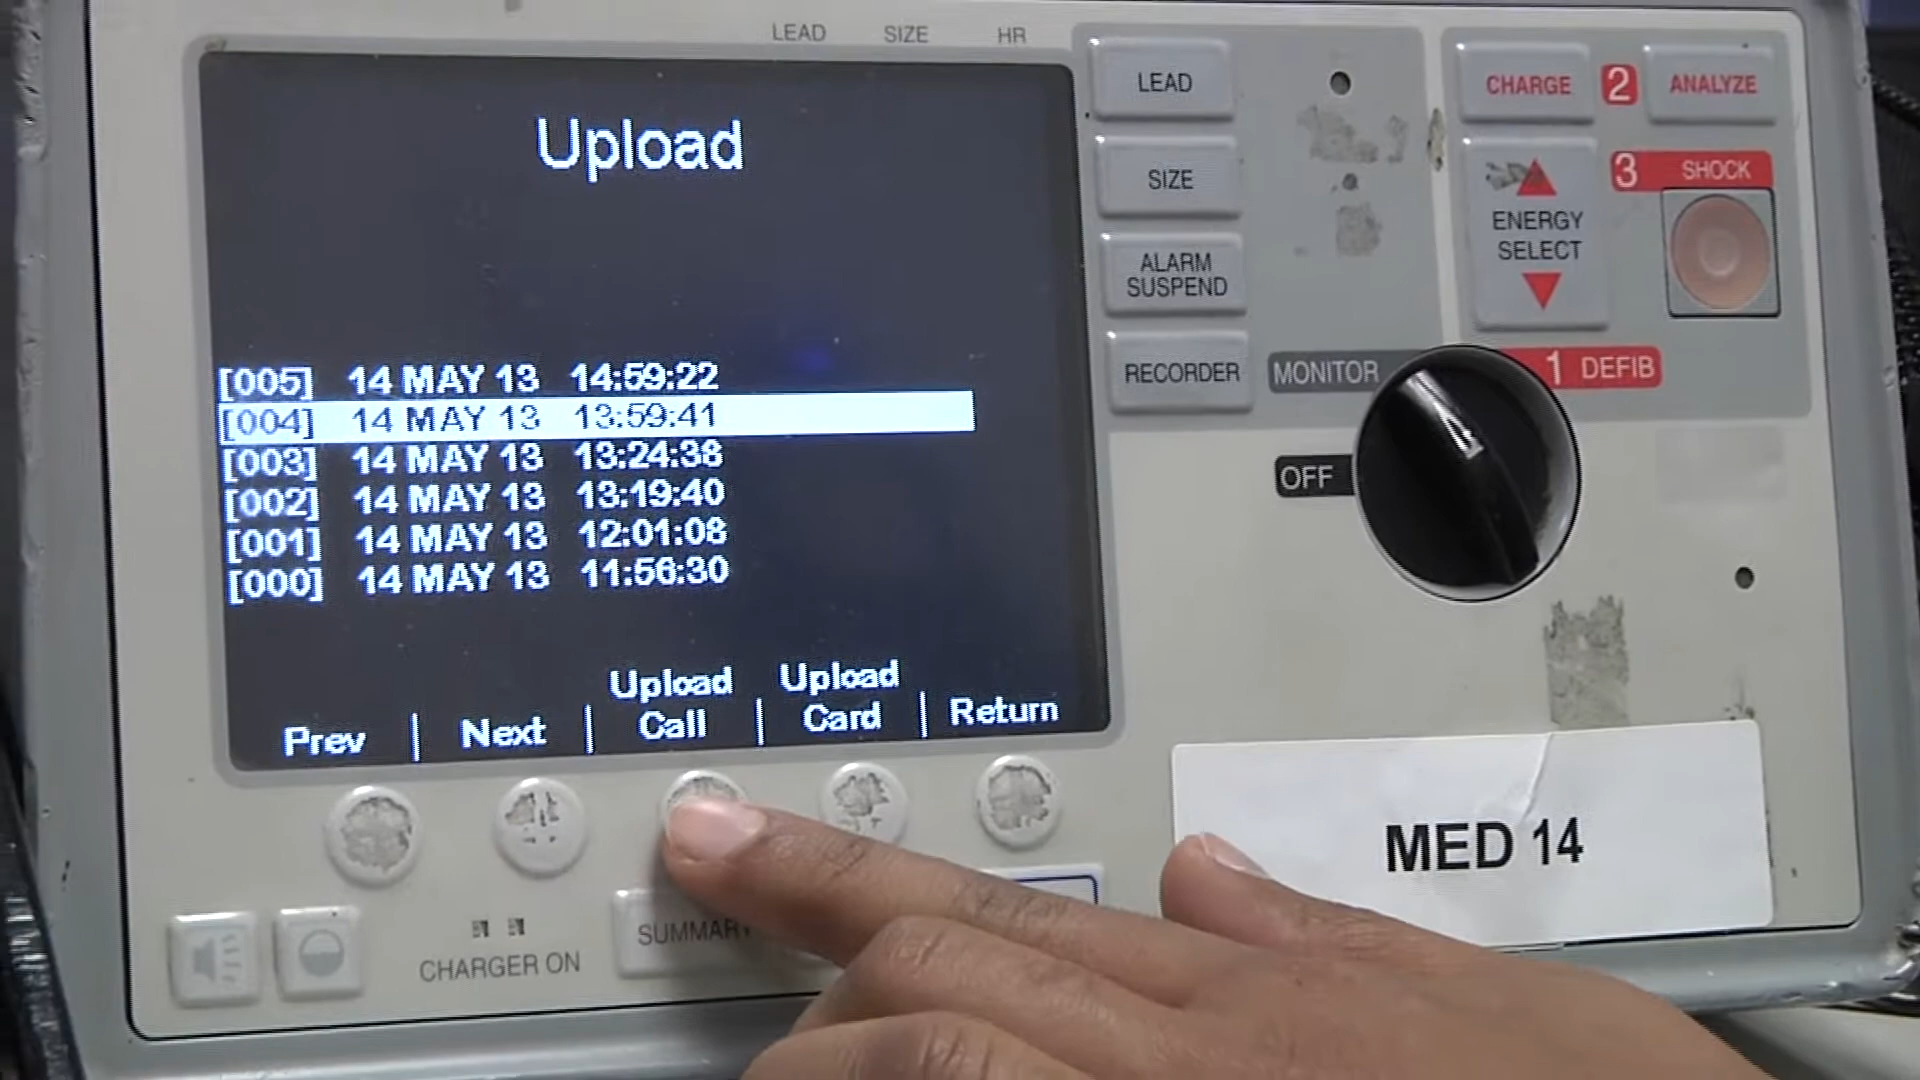 LEAD SIZE HR
Upload
[005] 14 MAY 13 14:59:22
[004] 14 MAY 13 13:59:41
[003] 14 MAY 13 13:24:38
[002] 14 MAY 13 13:19:40
[001] 14 MAY 13 12:01:08
[000] 14 MAY 13 11:56:30
Prev | Next | Upload Call | Upload Card | Return
LEAD
SIZE
ALARM
SUSPEND
RECORDER
CHARGE 2 ANALYZE
3 SHOCK
ENERGY
SELECT
MONITOR
1 DEFIB
OFF
MED 14
CHARGER ON
SUMMARY